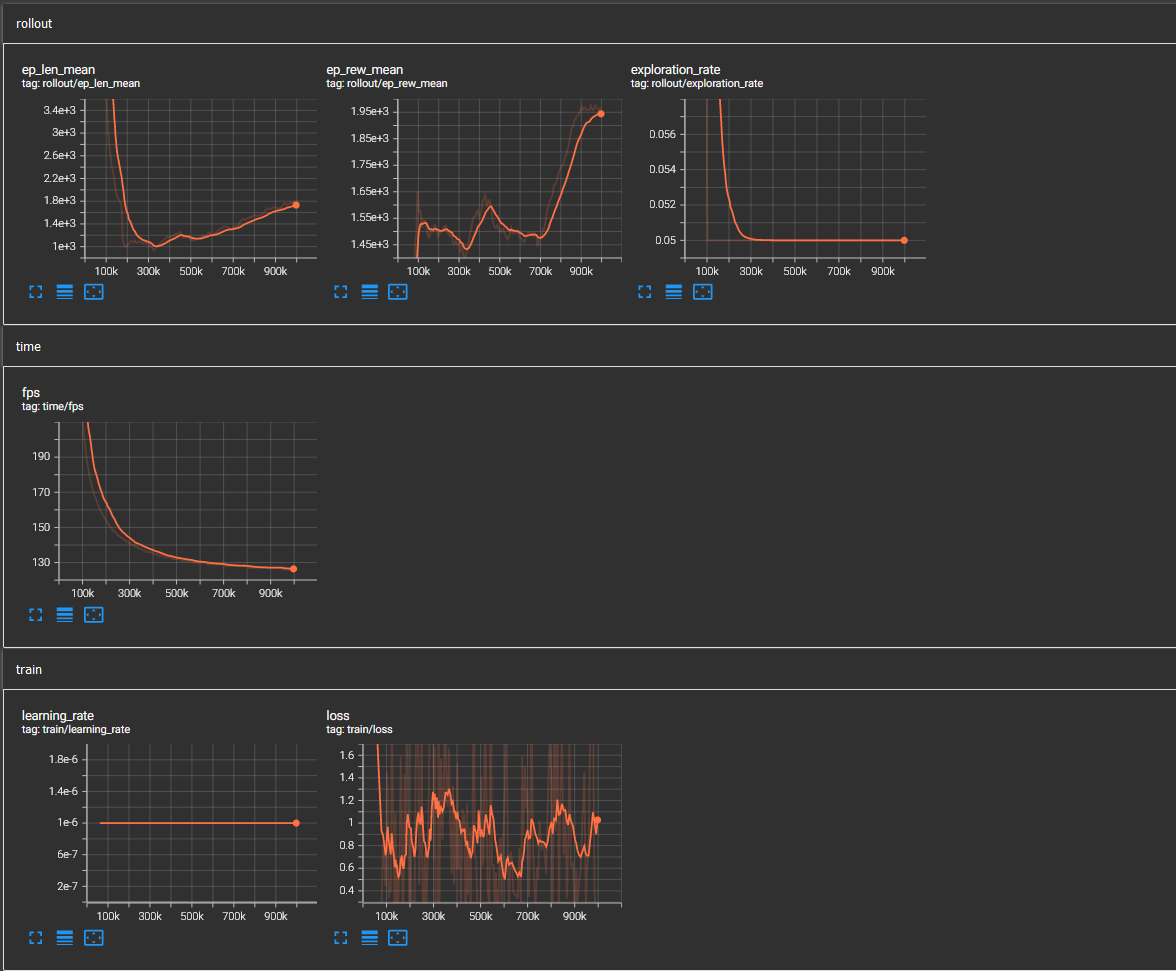 rollout
ep_len_mean
tag: rollout/ep_len_mean
3.4e+3
3e+3
2.6e+3
2.2e+3
1.8e+3
1.4e+3
1e+3
100k 300k 500k 700k 900k
ep_rew_mean
tag: rollout/ep_rew_mean
1.95e+3
1.85e+3
1.75e+3
1.65e+3
1.55e+3
1.45e+3
100k 300k 500k 700k 900k
exploration_rate
tag: rollout/exploration_rate
0.056
0.054
0.052
0.05
100k 300k 500k 700k 900k
time
fps
tag: time/fps
190
170
150
130
100k 300k 500k 700k 900k
train
learning_rate
tag: train/learning_rate
1.8e-6
1.4e-6
1e-6
6e-7
2e-7
100k 300k 500k 700k 900k
loss
tag: train/loss
1.6
1.4
1.2
1
0.8
0.6
0.4
100k 300k 500k 700k 900k